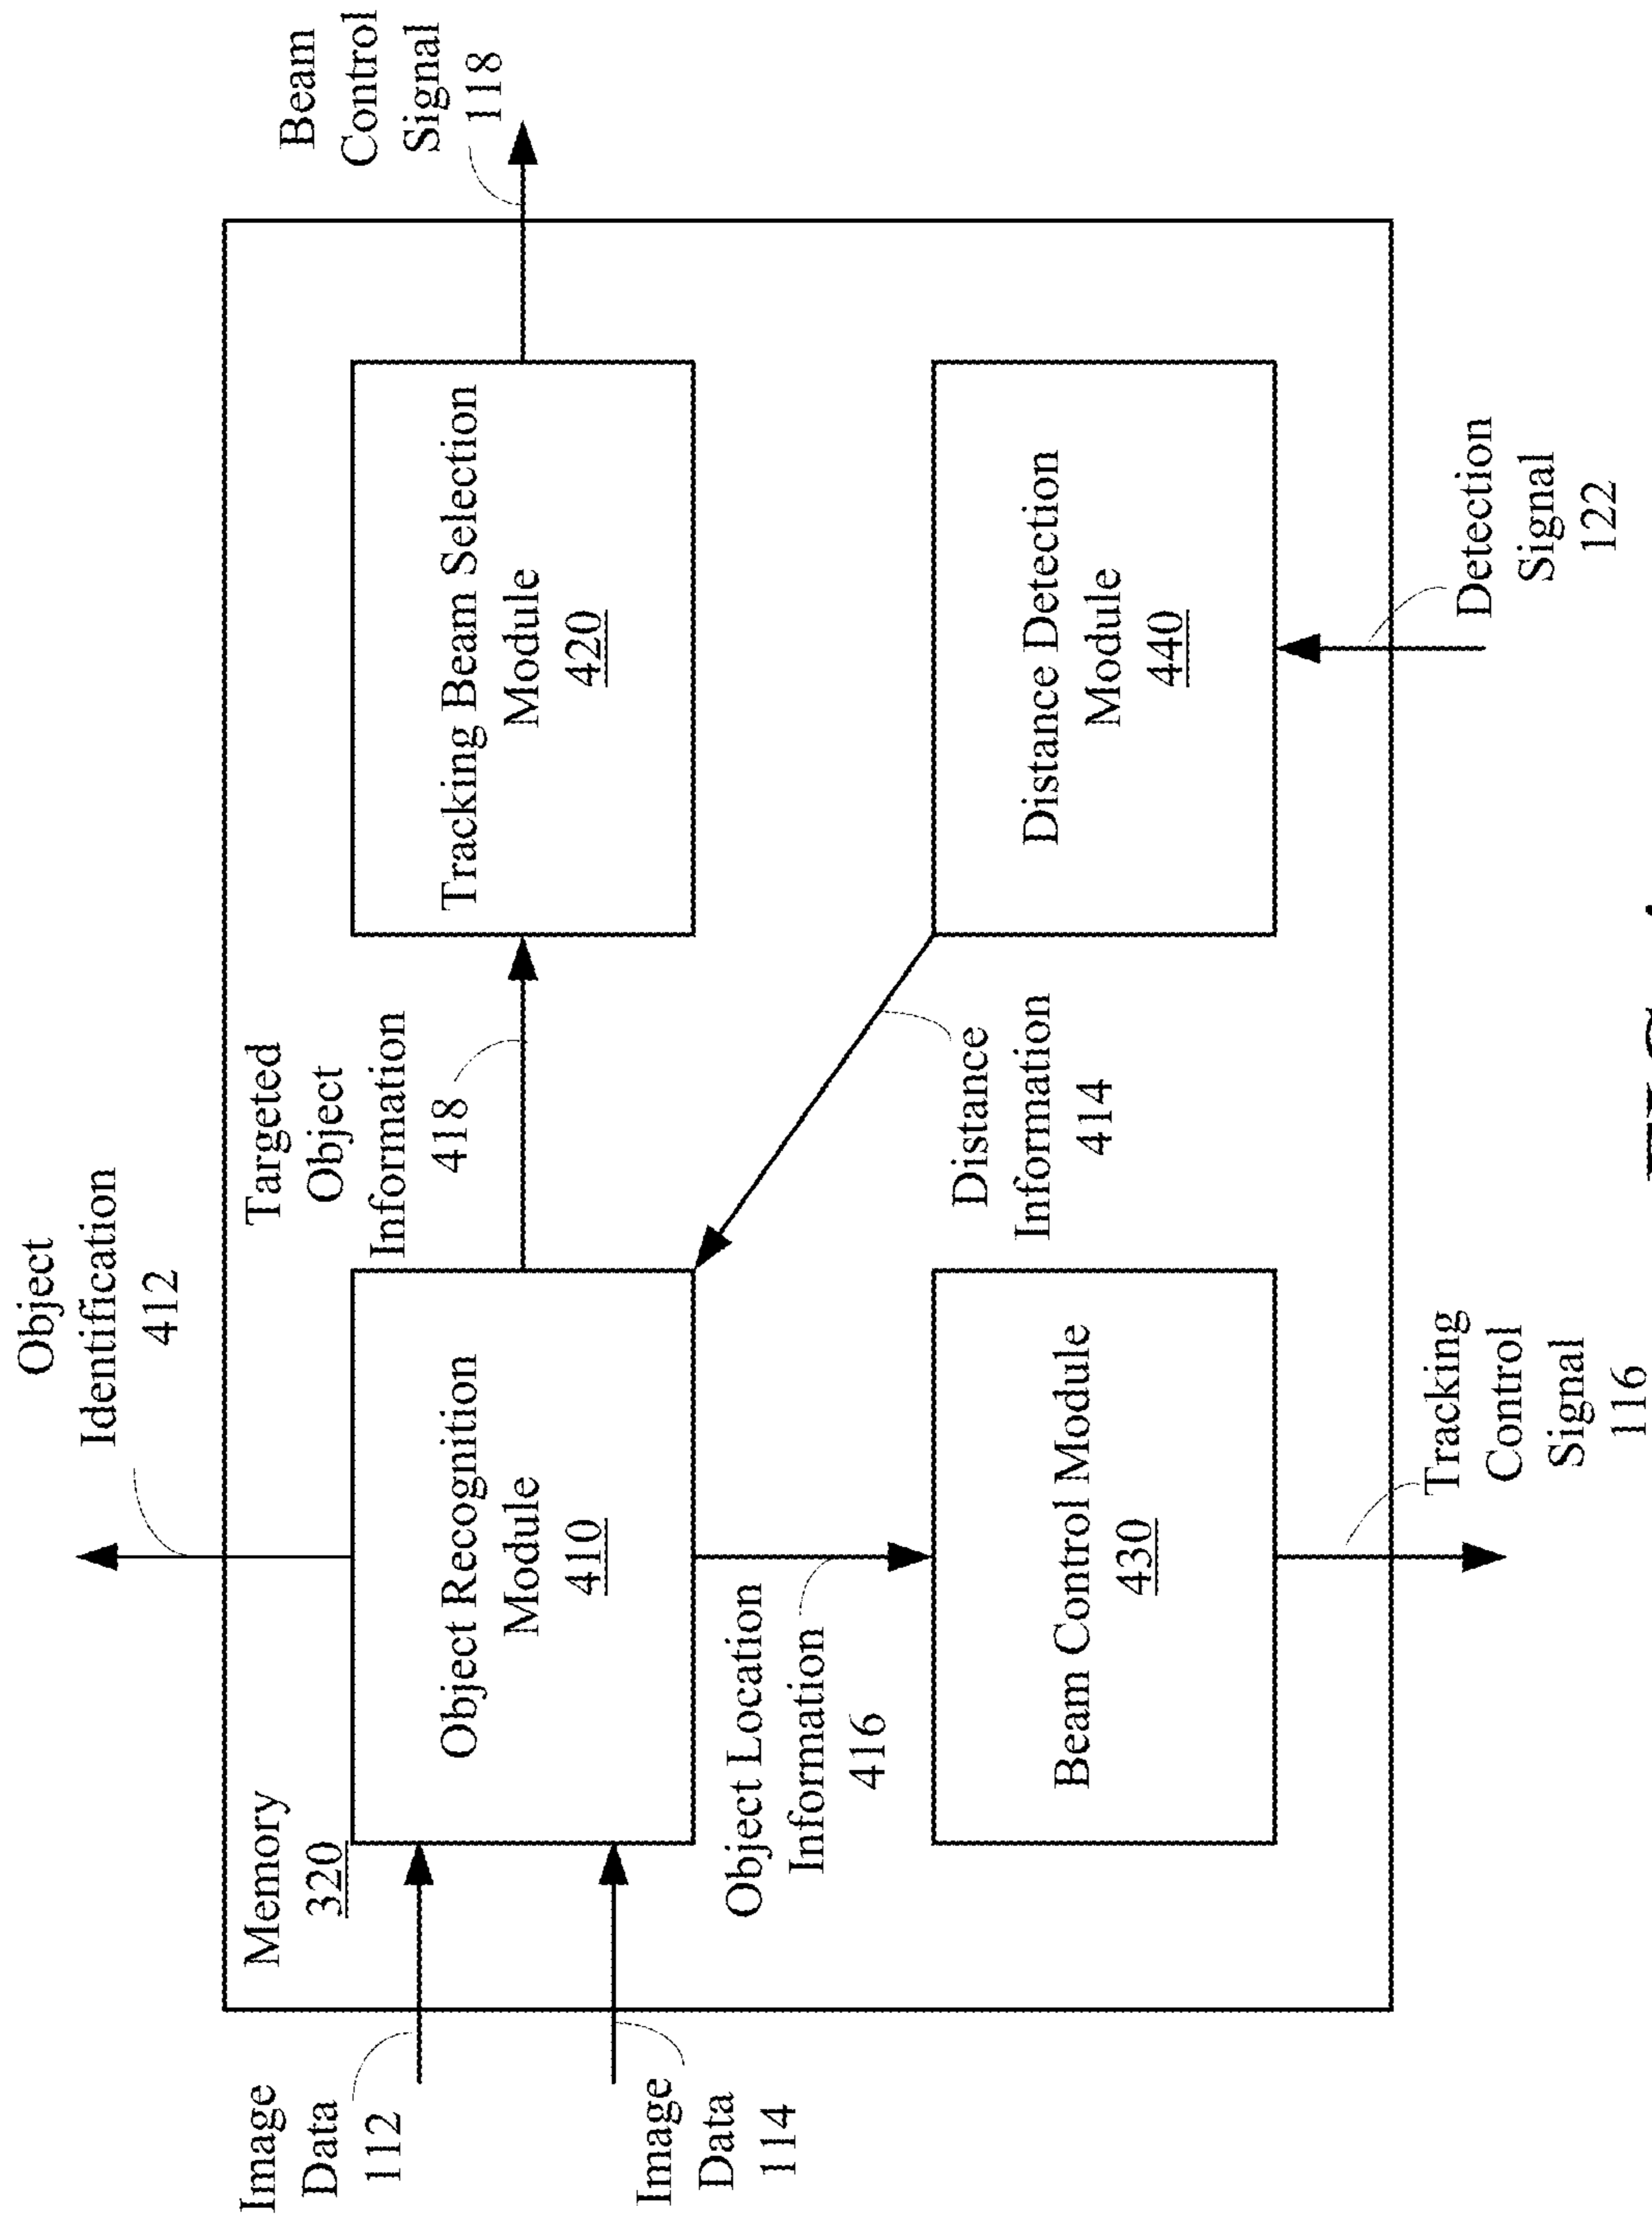 Object
Identification
412
Memory
320
Targeted
Object
Information
418
Beam
Control
Signal
118
Image
Data
112
Image
Data
114
Object Recognition
Module
410
Tracking Beam Selection
Module
420
Object Location
Information
416
Distance
Information
414
Beam Control Module
430
Distance Detection
Module
440
Tracking
Control
Signal
116
Detection
Signal
122